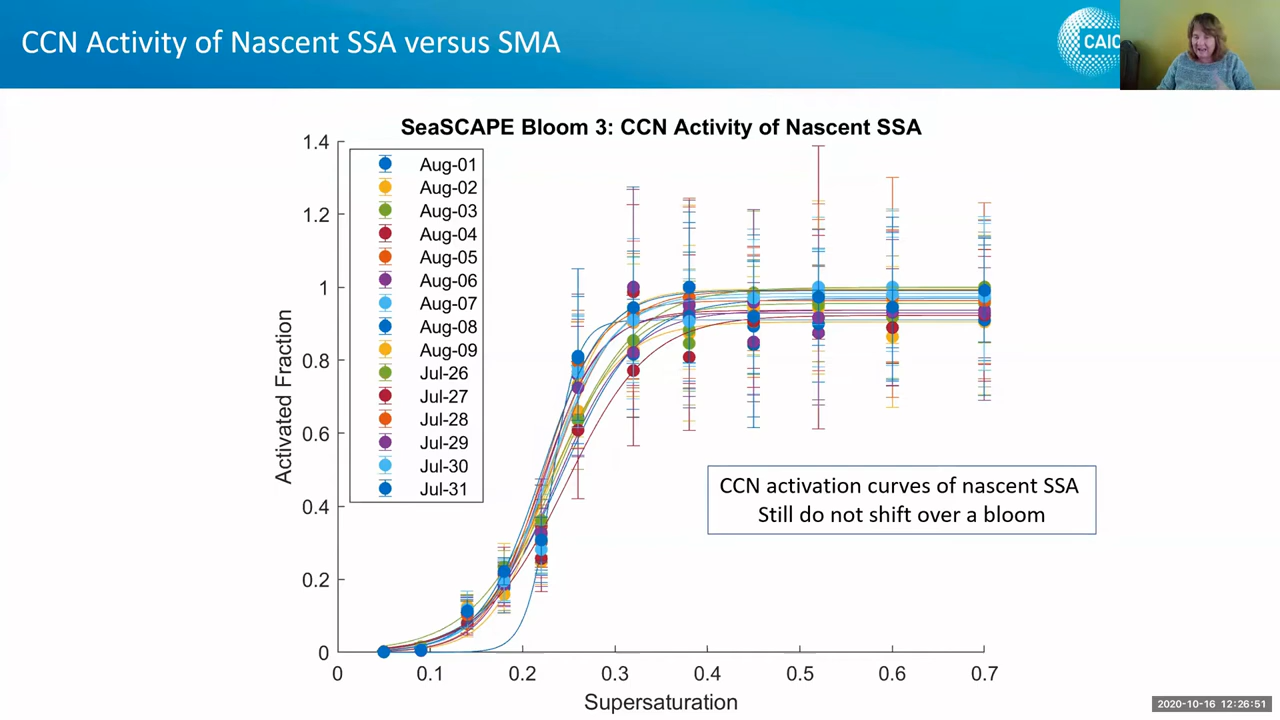 CCN Activity of Nascent SSA versus SMA
CAIC
SeaSCAPE Bloom 3: CCN Activity of Nascent SSA
1.4
1.2
1
0.8
0.6
0.4
0.2
0
Activated Fraction
Aug-01
Aug-02
Aug-03
Aug-04
Aug-05
Aug-06
Aug-07
Aug-08
Aug-09
Jul-26
Jul-27
Jul-28
Jul-29
Jul-30
Jul-31
CCN activation curves of nascent SSA
Still do not shift over a bloom
0 0.1 0.2 0.3 0.4 0.5 0.6 0.7
Supersaturation
2020-10-16 12:26:51